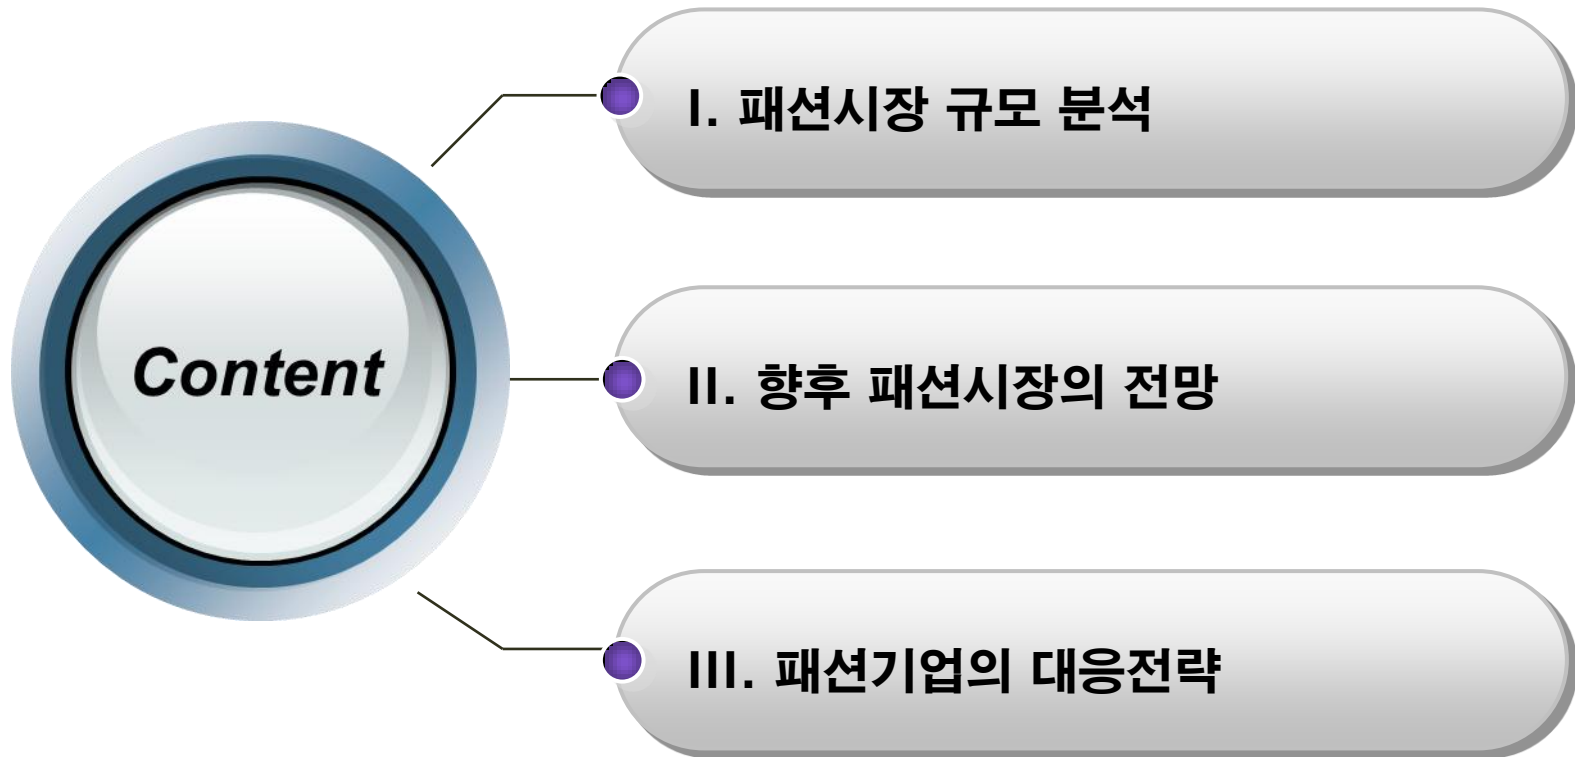 Content
I. 패션시장 규모 분석
II. 향후 패션시장의 전망
III. 패션기업의 대응전략